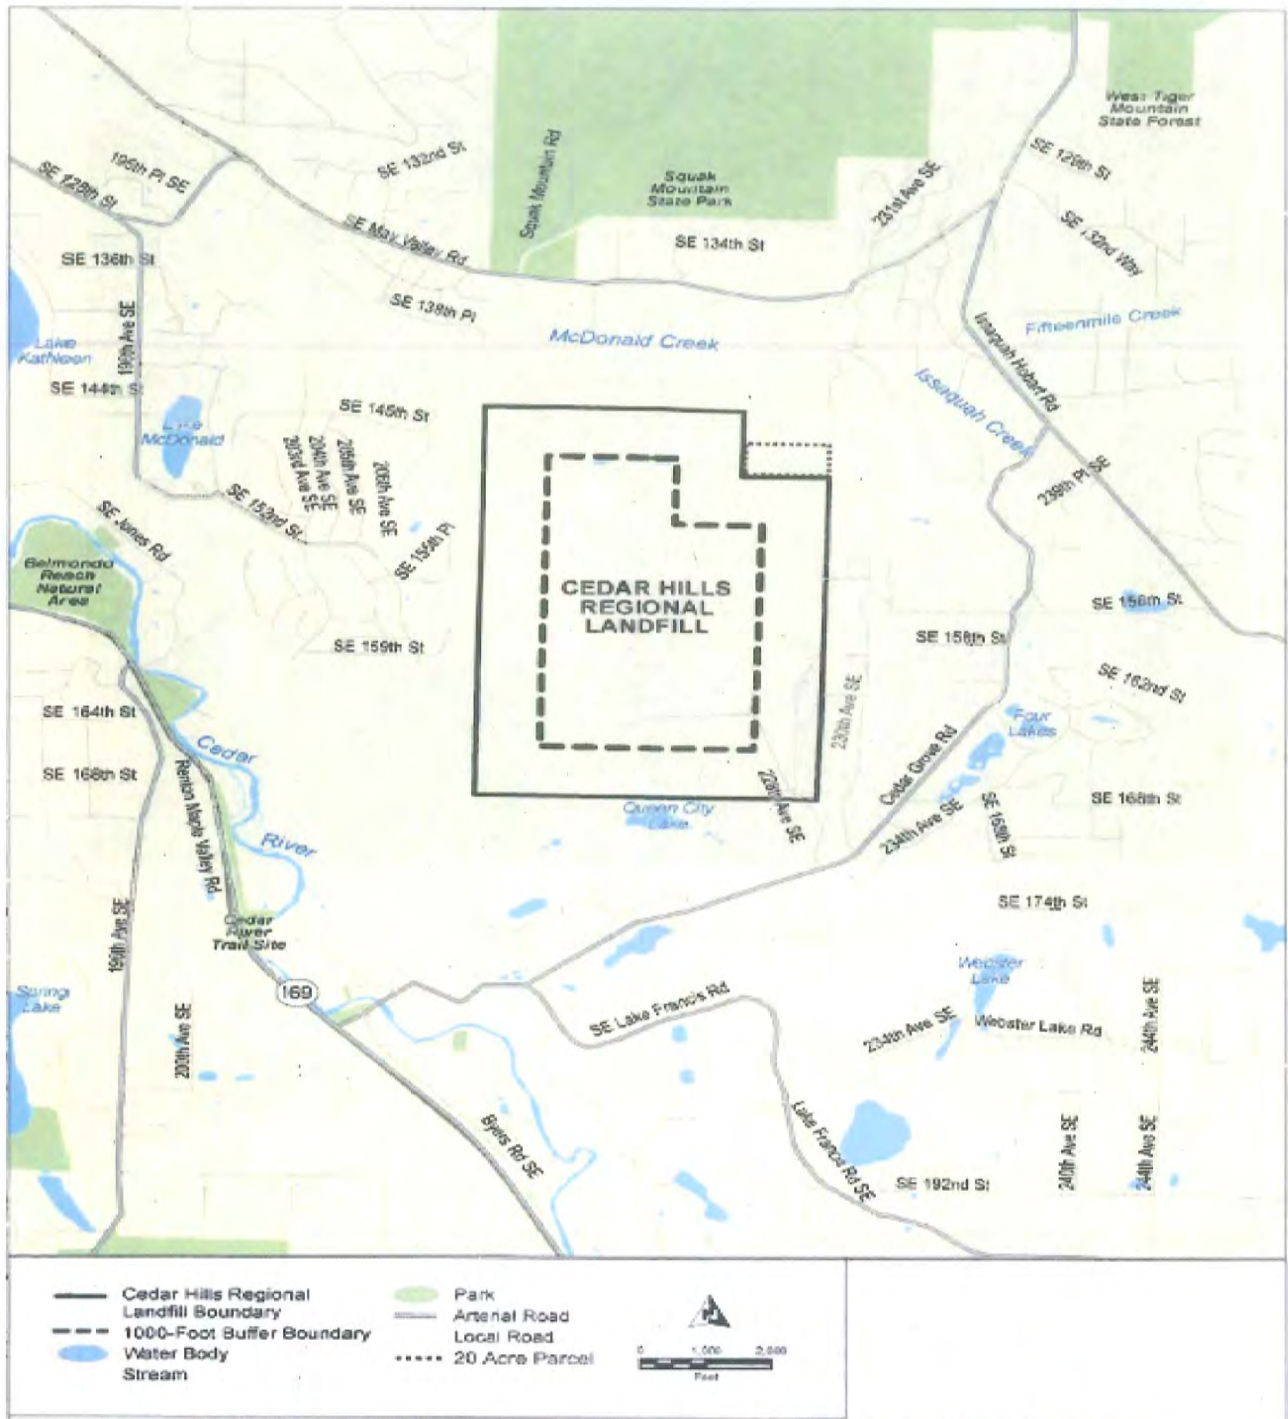 West Tiger
Mountain
State Forest
SE 129th St
SE 132nd St
195th Pl SE
SE 128th St
Squak Mountain Rd
Squak
Mountain
State Park
231st Ave SE
SE 132nd Way
SE May Valley Rd
SE 134th St
SE 136th St
SE 138th Pl
196th Ave SE
McDonald Creek
Fifteenmile Creek
Issaquah Hobart Rd
Lake
Kathleen
SE 144th St
Issaquah Creek
SE 145th St
Lake
McDonald
203rd Ave SE
204th Ave SE
205th Ave SE
206th Ave SE
239th Pl SE
SE 152nd St
SE Jones Rd
SE 155th Pl
Belmondo
Reach
Natural
Area
CEDAR HILLS
REGIONAL
LANDFILL
SE 156th St
SE 159th St
SE 158th St
SE 162nd St
230th Ave SE
SE 164th St
Four
Lakes
Cedar
River
SE 168th St
Renton Maple Valley Rd
Cedar Grove Rd
228th Ave SE
Queen City
Lake
SE 168th St
234th Ave SE
SE 168th St
SE 174th St
196th Ave SE
Cedar
River
Trail Site
Webster
Lake
169
Spring
Lake
SE Lake Francis Rd
234th Ave SE
Webster Lake Rd
244th Ave SE
200th Ave SE
Byers Rd SE
Lake Francis Rd SE
SE 192nd St
240th Ave SE
244th Ave SE
Cedar Hills Regional
Landfill Boundary
1000-Foot Buffer Boundary
Water Body
Stream
Park
Arterial Road
Local Road
20 Acre Parcel
0 1,000 2,000
Feet